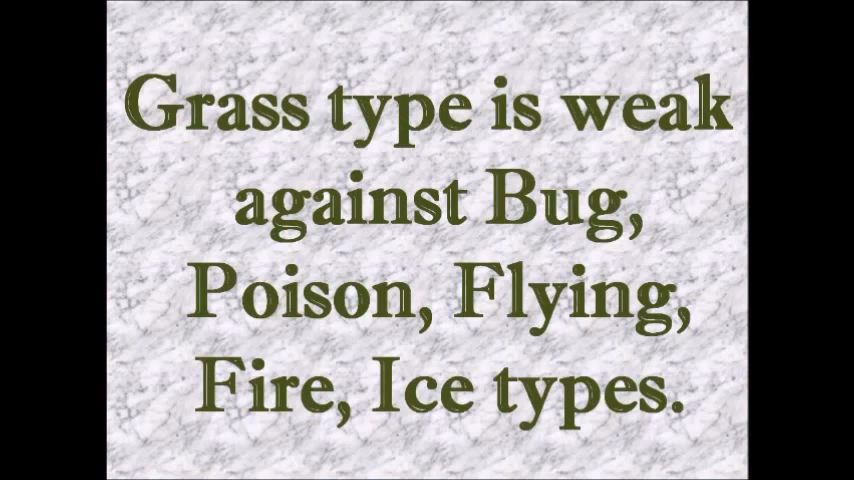 Grass type is weak
against Bug,
Poison, Flying,
Fire, Ice types.